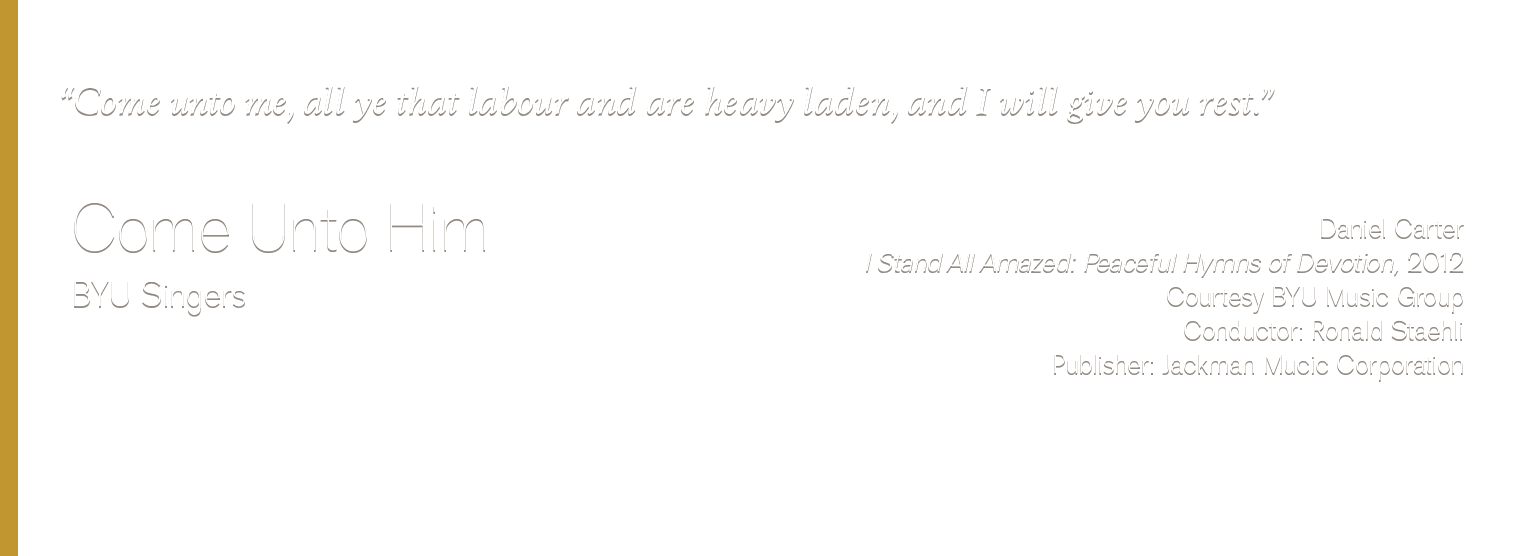 “Come unto me, all ye that labour and are heavy laden, and I will give you rest.”
Come Unto Him
BYU Singers
Daniel Carter
I Stand All Amazed: Peaceful Hymns of Devotion, 2012
Courtesy BYU Music Group
Conductor: Ronald Staehli
Publisher: Jackman Mucic Corporation